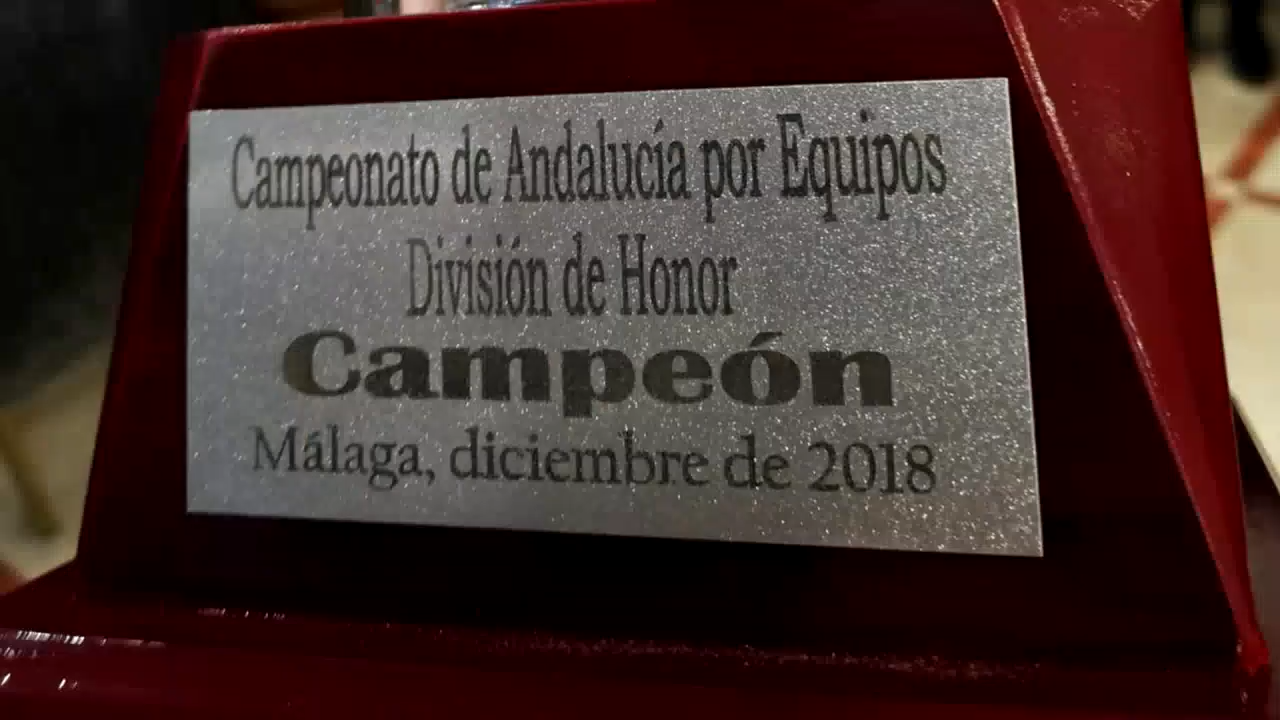 Campeonato de Andalucía por Equipos
División de Honor
Campeón
Málaga, diciembre de 2018